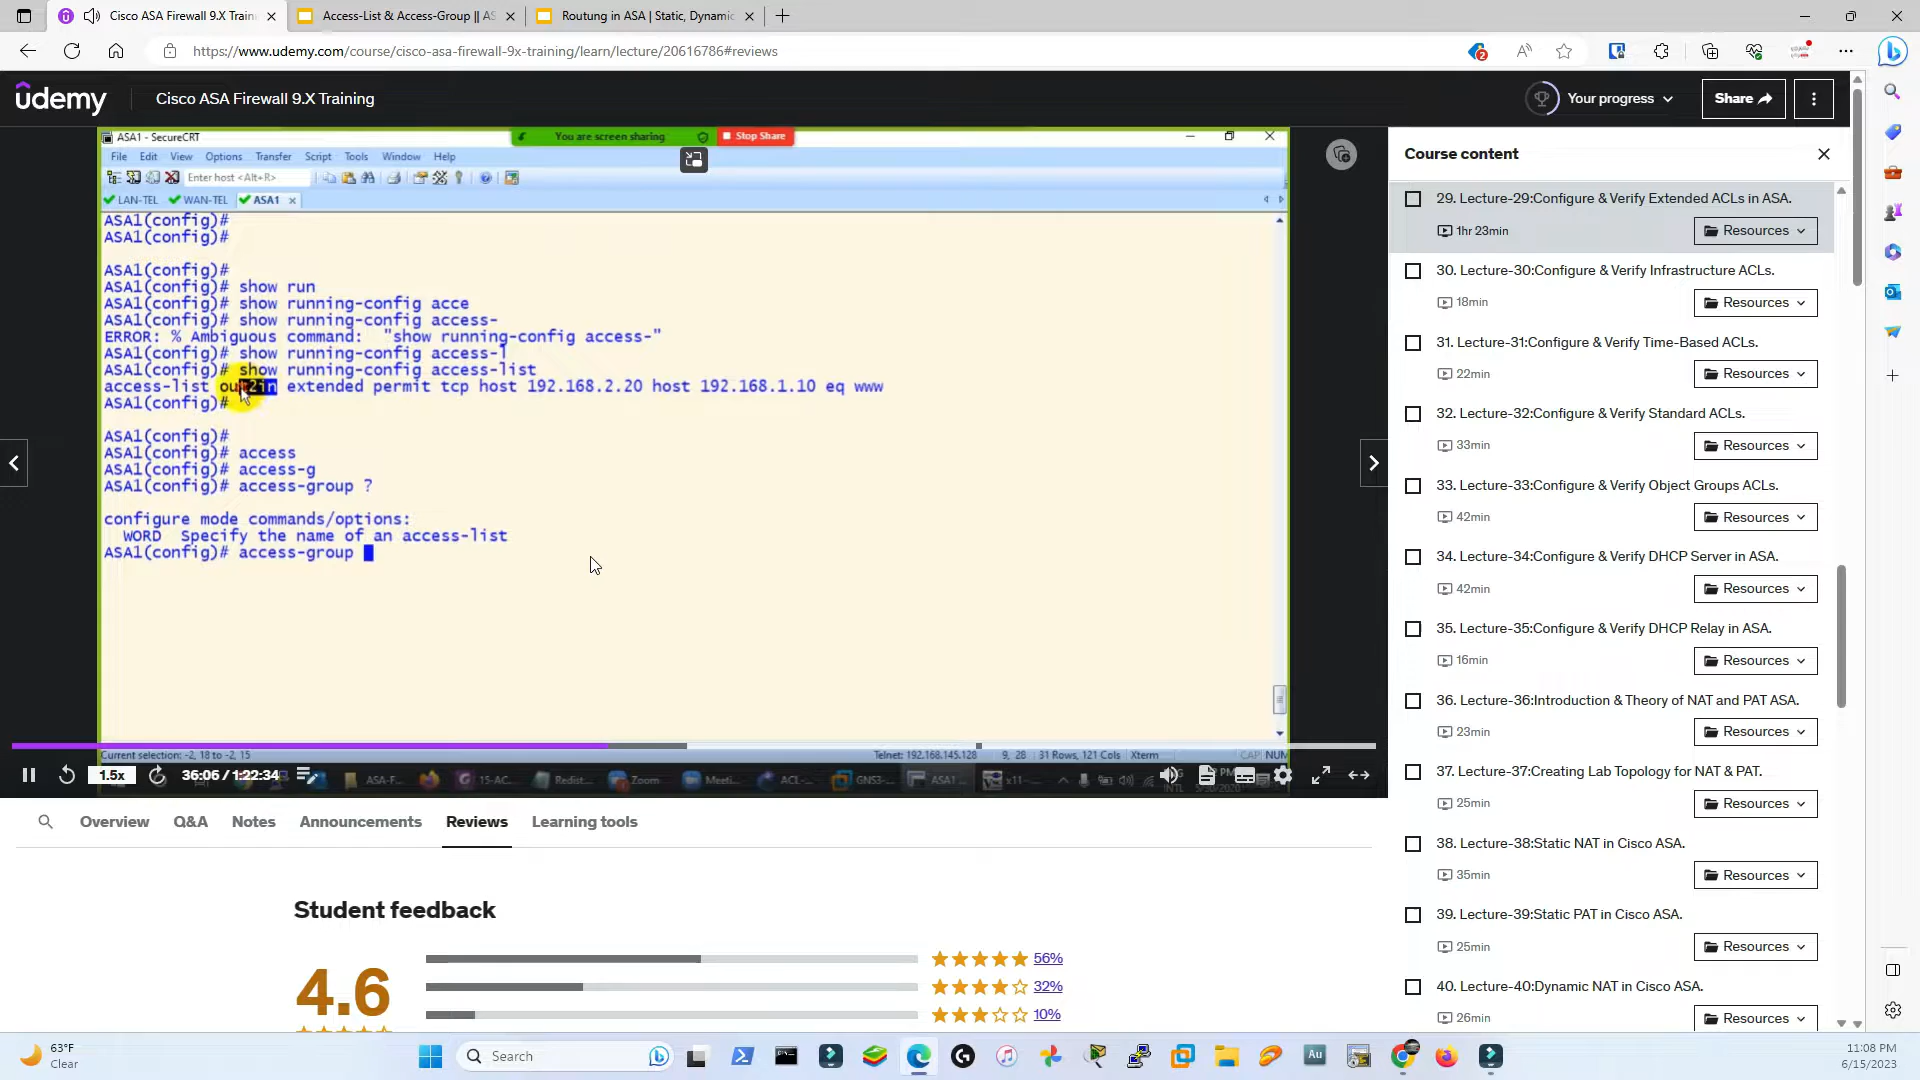 Cisco ASA Firewall 9.X Train
Access-List & Access-Group || AS
Routung in ASA | Static, Dynamic
https://www.udemy.com/course/cisco-asa-firewall-9x-training/learn/lecture/20616786#reviews
2
udemy
Cisco ASA Firewall 9.X Training
Your progress
Share
ASA1 - SecureCRT
You are screen sharing
Stop Share
File Edit View Options Transfer Script Tools Window Help
Enter host <Alt+R>
LAN-TEL WAN-TEL ASA1
ASA1(config)#
ASA1(config)#
ASA1(config)#
ASA1(config)# show run
ASA1(config)# show running-config acce
ASA1(config)# show running-config access-
ERROR: % Ambiguous command: "show running-config access-"
ASA1(config)# show running-config access-l
ASA1(config)# show running-config access-list
access-list out2in extended permit tcp host 192.168.2.20 host 192.168.1.10 eq www
ASA1(config)#
ASA1(config)#
ASA1(config)# access
ASA1(config)# access-g
ASA1(config)# access-group ?
configure mode commands/options:
WORD Specify the name of an access-list
ASA1(config)# access-group
Current selection: -2, 18 to -2, 15
Telnet: 192.168.145.128 9, 28 31 Rows, 121 Cols Xterm CAP NUM
1.5x
36:06 / 1:22:34
ASA-F...
15-AC...
Redist...
Zoom
Meeti...
ACL-...
GNS3-...
ASA1 ...
x11-...
Course content
29. Lecture-29:Configure & Verify Extended ACLs in ASA.
1hr 23min
Resources
30. Lecture-30:Configure & Verify Infrastructure ACLs.
18min
Resources
31. Lecture-31:Configure & Verify Time-Based ACLs.
22min
Resources
32. Lecture-32:Configure & Verify Standard ACLs.
33min
Resources
33. Lecture-33:Configure & Verify Object Groups ACLs.
42min
Resources
34. Lecture-34:Configure & Verify DHCP Server in ASA.
42min
Resources
35. Lecture-35:Configure & Verify DHCP Relay in ASA.
16min
Resources
36. Lecture-36:Introduction & Theory of NAT and PAT ASA.
23min
Resources
37. Lecture-37:Creating Lab Topology for NAT & PAT.
25min
Resources
38. Lecture-38:Static NAT in Cisco ASA.
35min
Resources
39. Lecture-39:Static PAT in Cisco ASA.
25min
Resources
40. Lecture-40:Dynamic NAT in Cisco ASA.
26min
Resources
Overview Q&A Notes Announcements Reviews Learning tools
Student feedback
4.6
56%
32%
10%
63°F
Clear
Search
Au
11:08 PM
6/15/2023